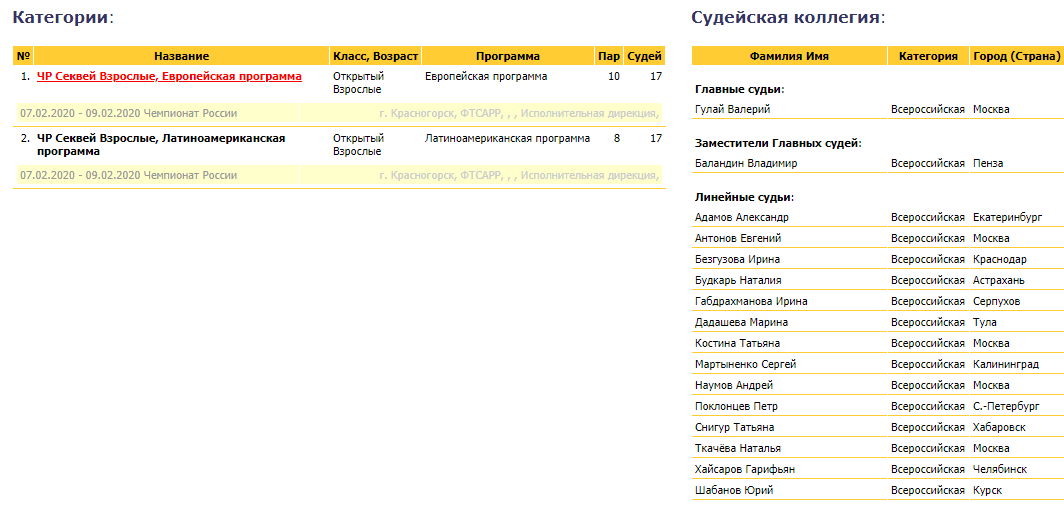 Категории:
№ Название Класс, Возраст Программа Пар Судей
1. ЧР Секвей Взрослые, Европейская программа Открытый Взрослые Европейская программа 10 17
07.02.2020 - 09.02.2020 Чемпионат России г. Красногорск, ФТСАРР, , , Исполнительная дирекция,
2. ЧР Секвей Взрослые, Латиноамериканская программа Открытый Взрослые Латиноамериканская программа 8 17
07.02.2020 - 09.02.2020 Чемпионат России г. Красногорск, ФТСАРР, , , Исполнительная дирекция,
Судейская коллегия:
Фамилия Имя Категория Город (Страна)
Главные судьи:
Гулай Валерий Всероссийская Москва
Заместители Главных судей:
Баландин Владимир Всероссийская Пенза
Линейные судьи:
Адамов Александр Всероссийская Екатеринбург
Антонов Евгений Всероссийская Москва
Безгузова Ирина Всероссийская Краснодар
Будкарь Наталия Всероссийская Астрахань
Габдрахманова Ирина Всероссийская Серпухов
Дадашева Марина Всероссийская Тула
Костина Татьяна Всероссийская Москва
Мартыненко Сергей Всероссийская Калининград
Наумов Андрей Всероссийская Москва
Поклонцев Петр Всероссийская С.-Петербург
Снигур Татьяна Всероссийская Хабаровск
Ткачёва Наталья Всероссийская Москва
Хайсаров Гарифьян Всероссийская Челябинск
Шабанов Юрий Всероссийская Курск